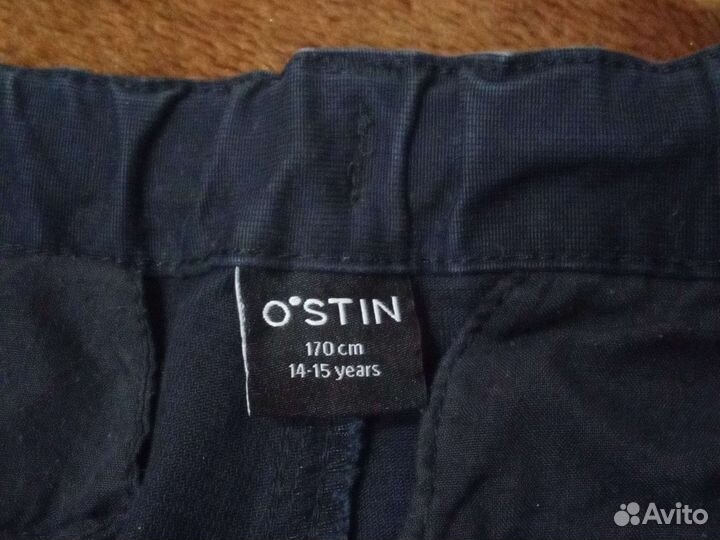 O'STIN
170 cm
14-15 years
Avito